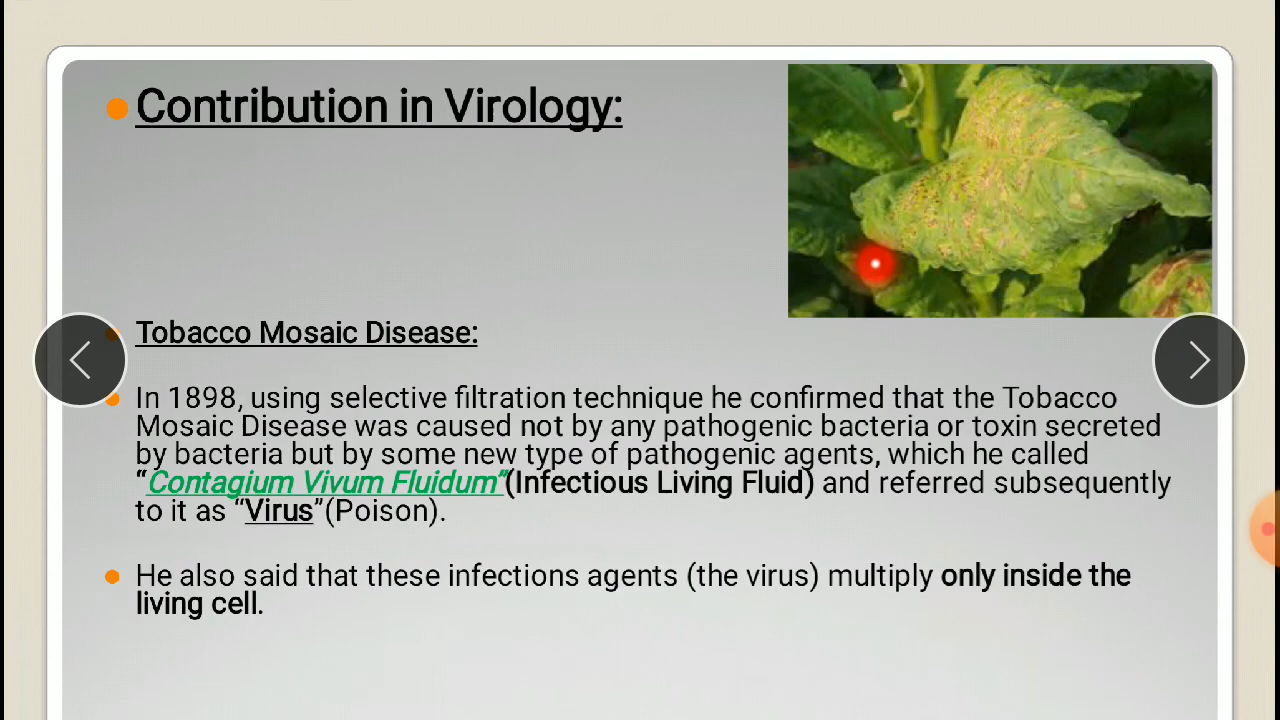 Contribution in Virology:
Tobacco Mosaic Disease:
In 1898, using selective filtration technique he confirmed that the Tobacco
Mosaic Disease was caused not by any pathogenic bacteria or toxin secreted
by bacteria but by some new type of pathogenic agents, which he called
“Contagium Vivum Fluidum”(Infectious Living Fluid) and referred subsequently
to it as “Virus”(Poison).
He also said that these infections agents (the virus) multiply only inside the
living cell.